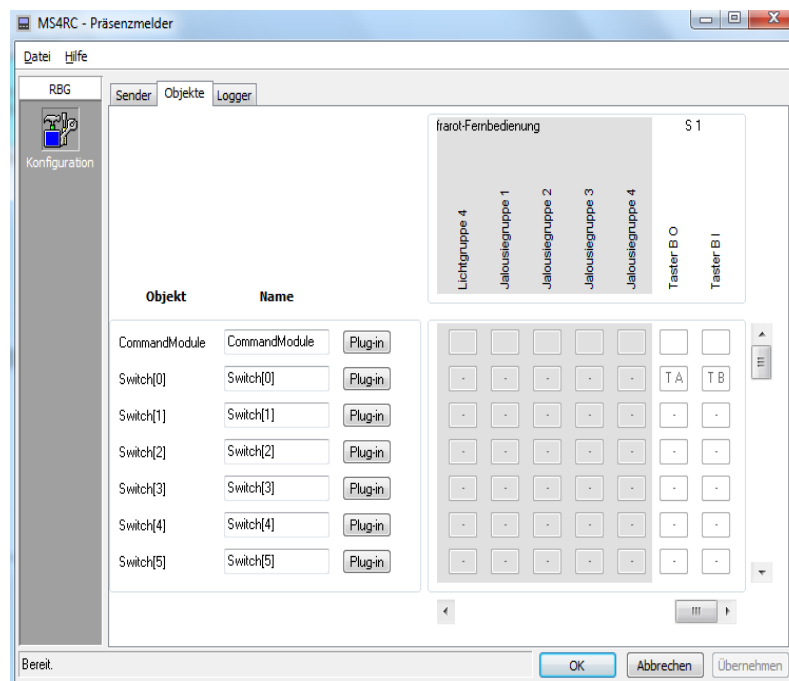 MS4RC - Präsenzmelder
Datei Hilfe
RBG
Konfiguration
Sender Objekte Logger
frarot-Fernbedienung S 1
Lichtgruppe 4
Jalousiegruppe 1
Jalousiegruppe 2
Jalousiegruppe 3
Jalousiegruppe 4
Taster B O
Taster B I
Objekt Name
CommandModule CommandModule Plug-in
Switch[0] Switch[0] Plug-in - - - - - T A T B
Switch[1] Switch[1] Plug-in - - - - - - -
Switch[2] Switch[2] Plug-in - - - - - - -
Switch[3] Switch[3] Plug-in - - - - - - -
Switch[4] Switch[4] Plug-in - - - - - - -
Switch[5] Switch[5] Plug-in - - - - - - -
Bereit. OK Abbrechen Übernehmen